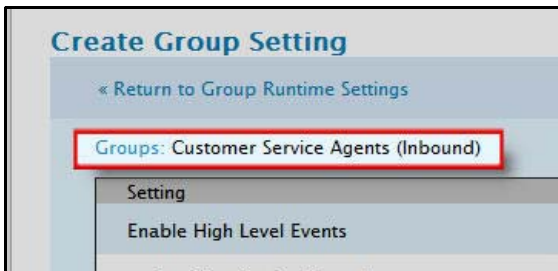 Create Group Setting
« Return to Group Runtime Settings
Groups: Customer Service Agents (Inbound)
Setting
Enable High Level Events